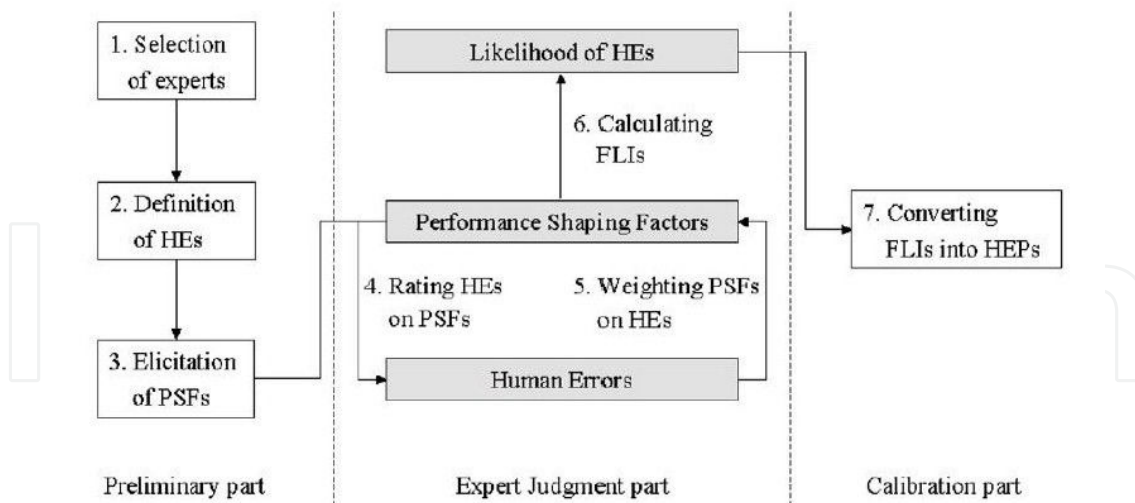 1. Selection
of experts
2. Definition
of HEs
3. Elicitation
of PSFs
Preliminary part
Likelihood of HEs
6. Calculating
FLIs
Performance Shaping Factors
4. Rating HEs
on PSFs
5. Weighting PSFs
on HEs
Human Errors
Expert Judgment part
7. Converting
FLIs into HEPs
Calibration part